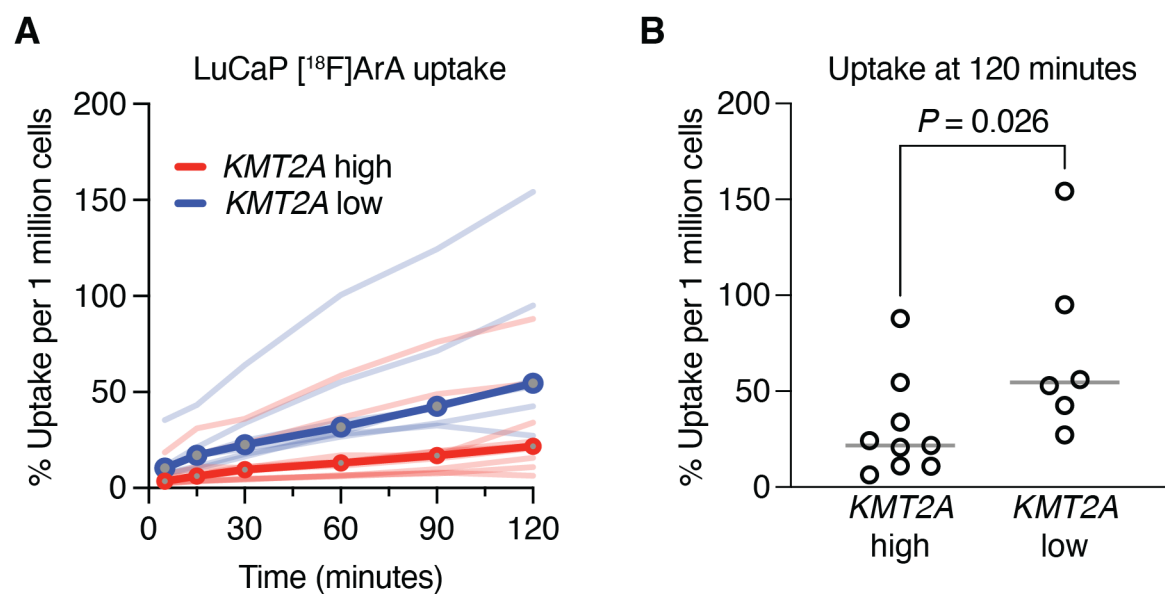 A
LuCaP [¹⁸F]ArA uptake
% Uptake per 1 million cells
200
150
100
50
0
KMT2A high
KMT2A low
0 30 60 90 120
Time (minutes)
B
Uptake at 120 minutes
% Uptake per 1 million cells
200
150
100
50
0
P = 0.026
KMT2A
high
KMT2A
low